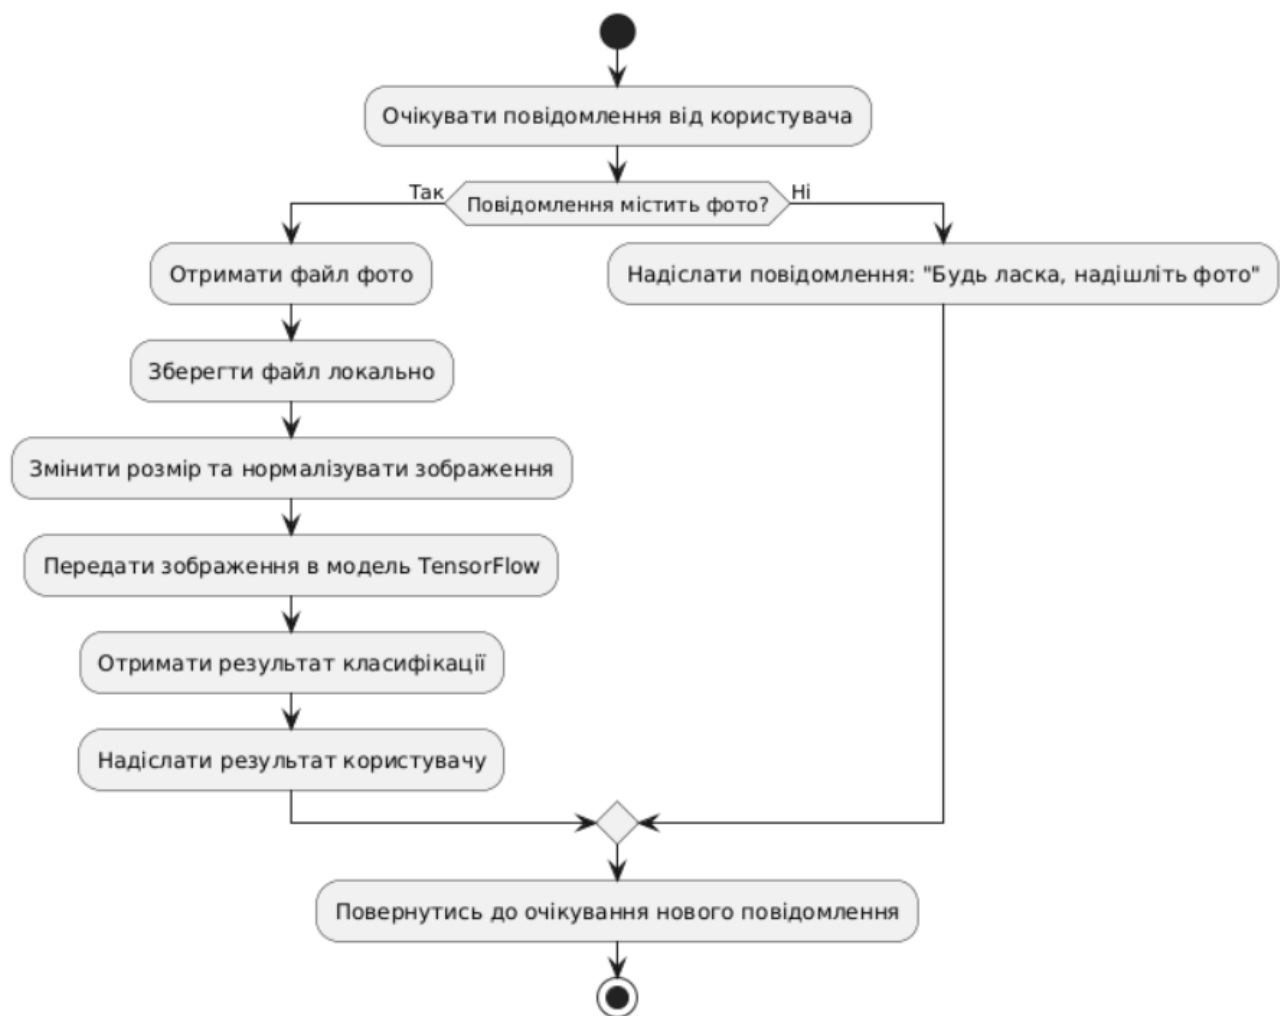 Очікувати повідомлення від користувача
Так
Повідомлення містить фото?
Ні
Отримати файл фото
Надіслати повідомлення: "Будь ласка, надішліть фото"
Зберегти файл локально
Змінити розмір та нормалізувати зображення
Передати зображення в модель TensorFlow
Отримати результат класифікації
Надіслати результат користувачу
Повернутись до очікування нового повідомлення